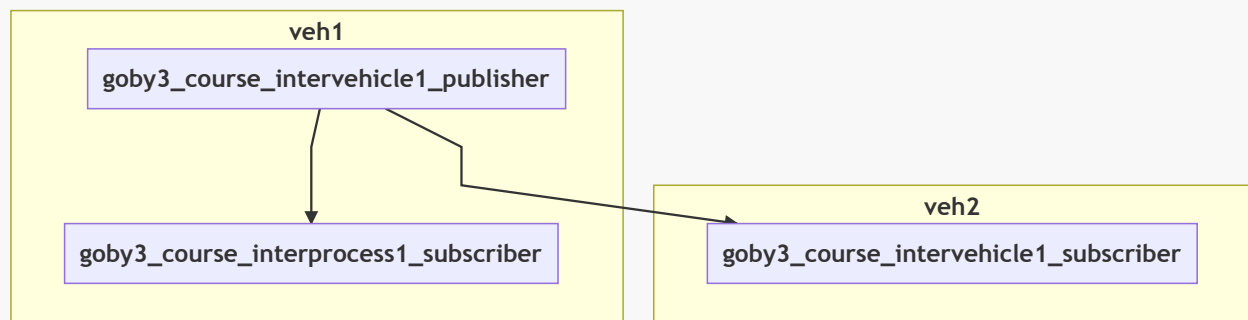 veh1
goby3_course_intervehicle1_publisher
goby3_course_interprocess1_subscriber
veh2
goby3_course_intervehicle1_subscriber